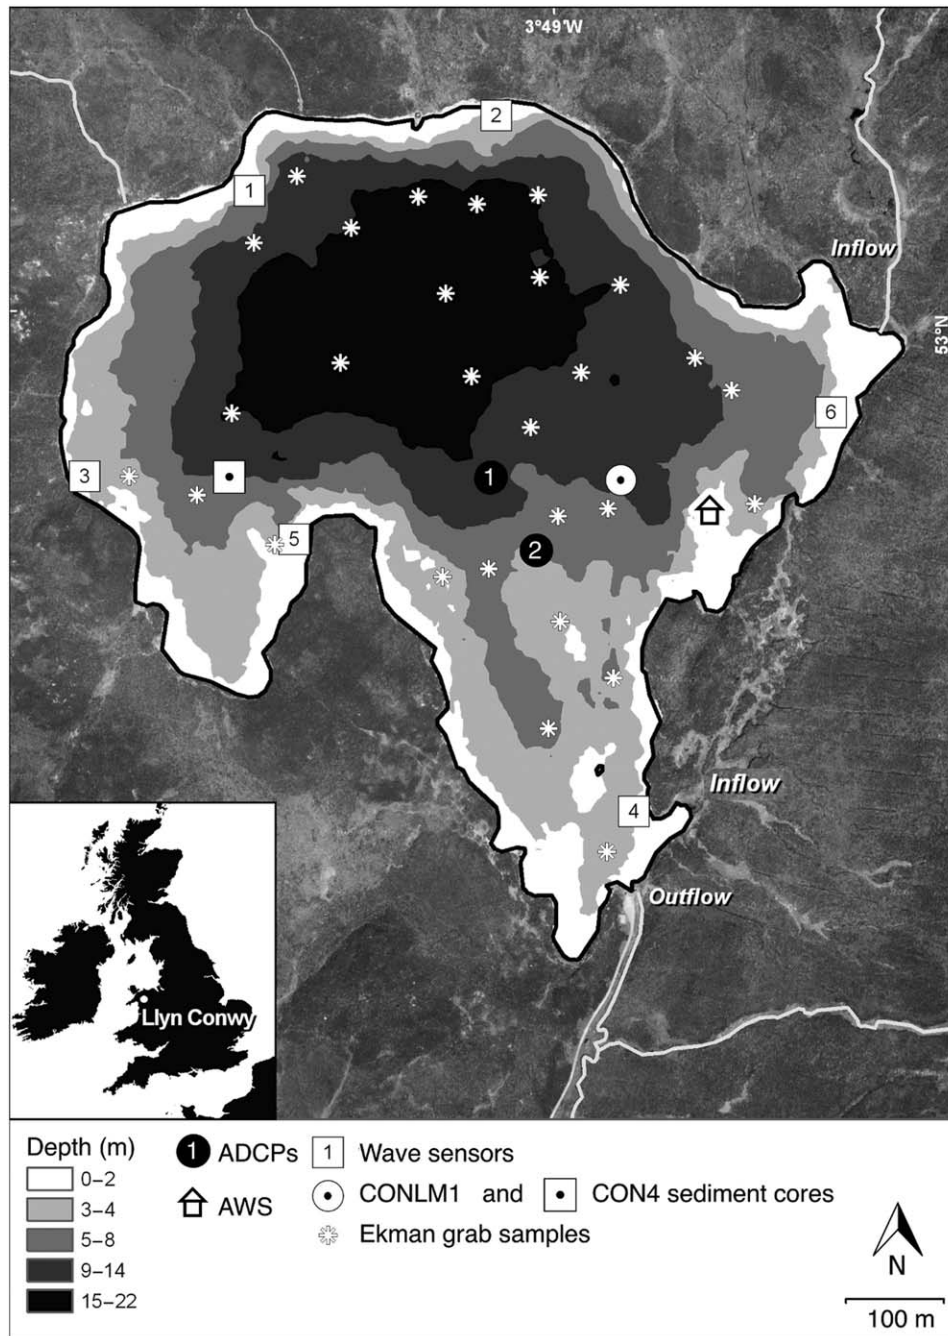 3°49'W
2
1
Inflow
53°N
6
3
1
5
2
Inflow
4
Outflow
Llyn Conwy
Depth (m)
0–2
3–4
5–8
9–14
15–22
1 ADCPs
1 Wave sensors
AWS
CONLM1 and CON4 sediment cores
Ekman grab samples
N
100 m